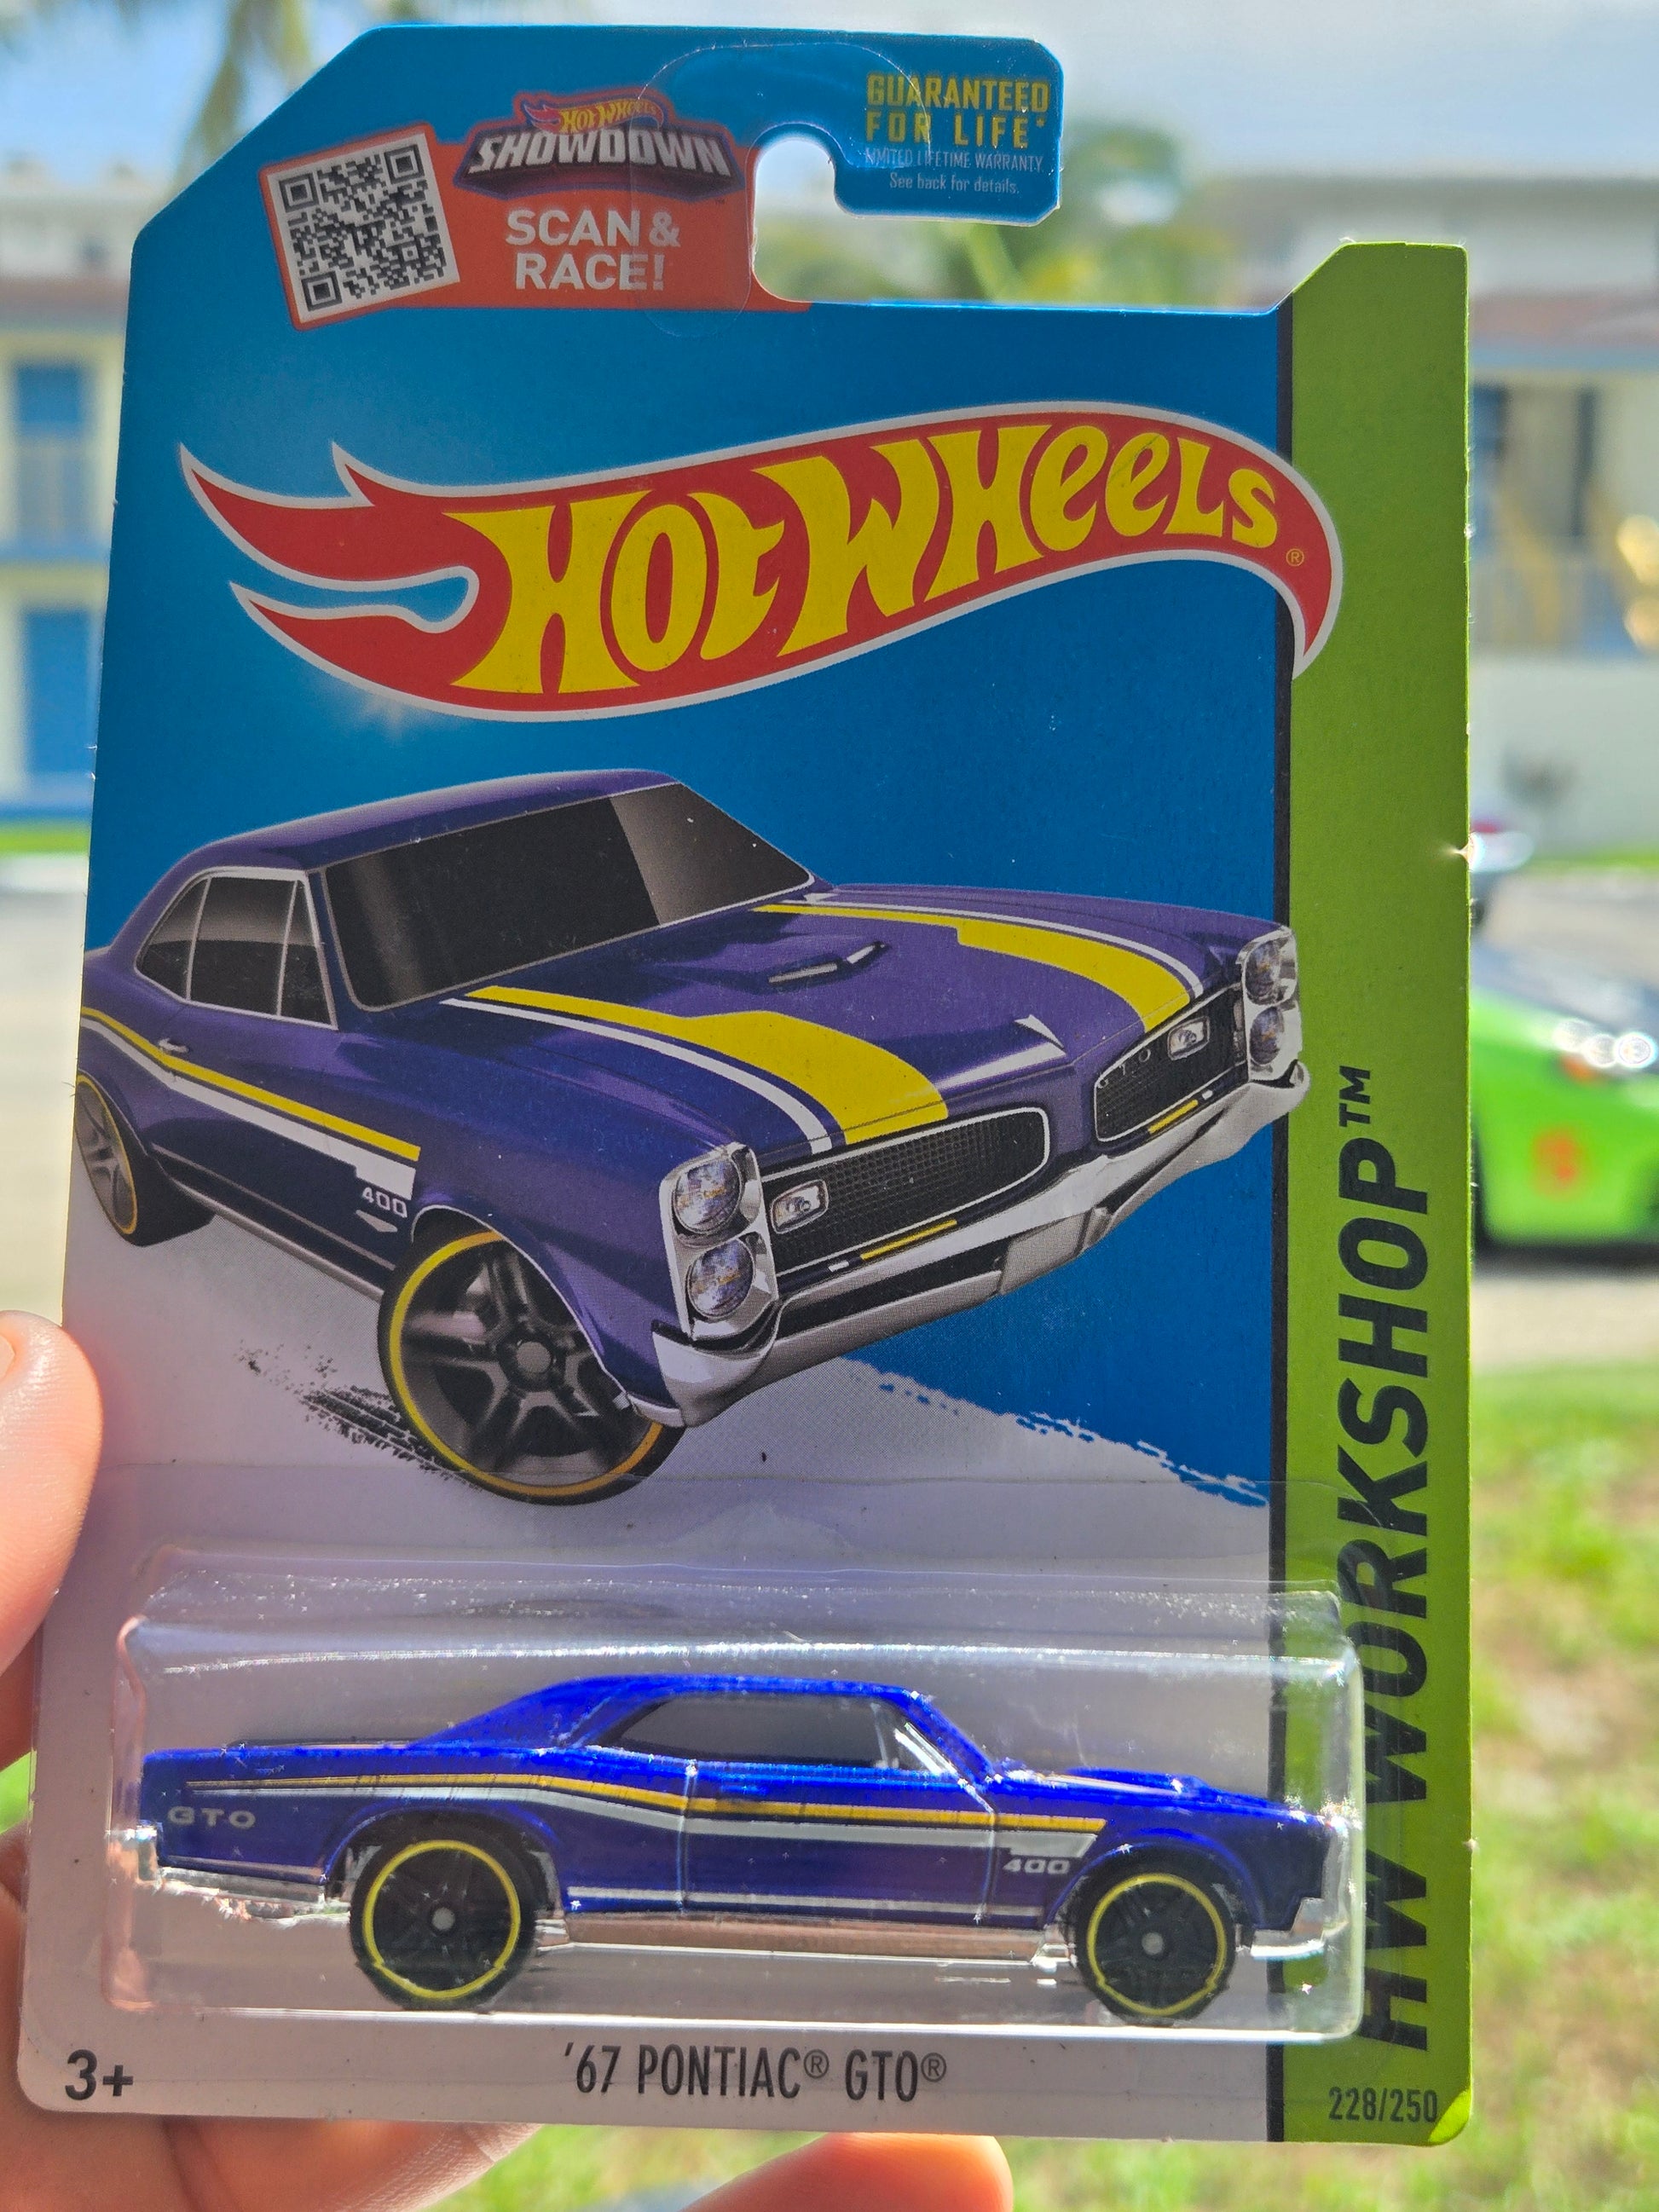 HOT WHEELS
SHOWDOWN™
SCAN &
RACE!
GUARANTEED
FOR LIFE*
LIMITED LIFETIME WARRANTY
See back for details.
HOT WHEELS®
400
GTO
GTO
400
HW WORKSHOP™
3+
'67 PONTIAC® GTO®
228/250